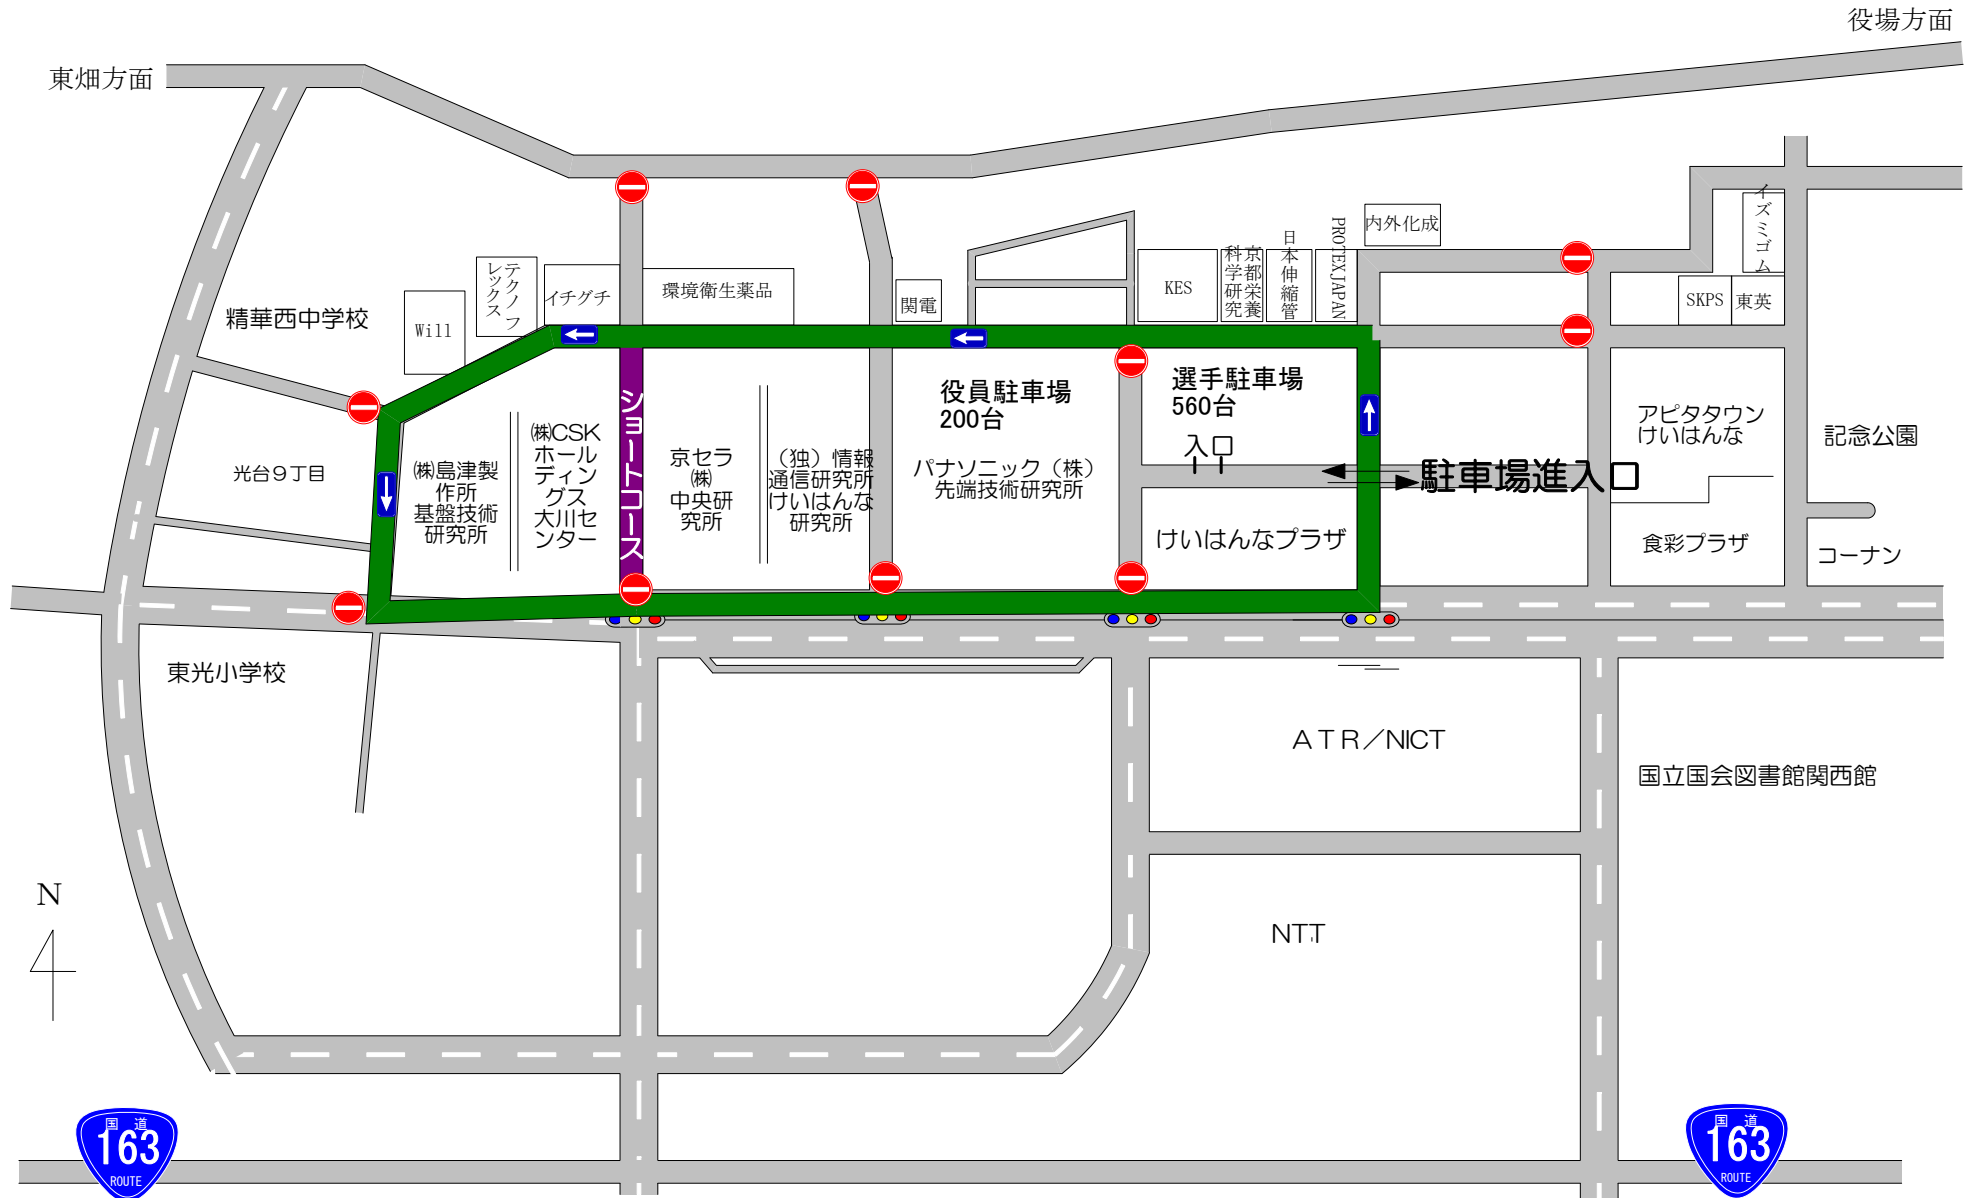 役場方面
東畑方面
イズミゴム
内外化成
PROTEXJAPAN
日本伸縮管
京都栄養
科学研究
KES
テクノフ
レックス
イチグチ
環境衛生薬品
関電
SKPS
東英
精華西中学校
Will
役員駐車場
200台
選手駐車場
560台
入口
アピタタウン
けいはんな
記念公園
ショートコース
㈱CSK
ホール
ディン
グス
大川セ
ンター
㈱島津製
作所
基盤技術
研究所
京セラ
㈱
中央研
究所
（独）情報
通信研究所
けいはんな
研究所
パナソニック（株）
先端技術研究所
駐車場進入口
光台９丁目
けいはんなプラザ
食彩プラザ
コーナン
東光小学校
ＡＴＲ／NICT
国立国会図書館関西館
NTT
N
国道
163
ROUTE
国道
163
ROUTE